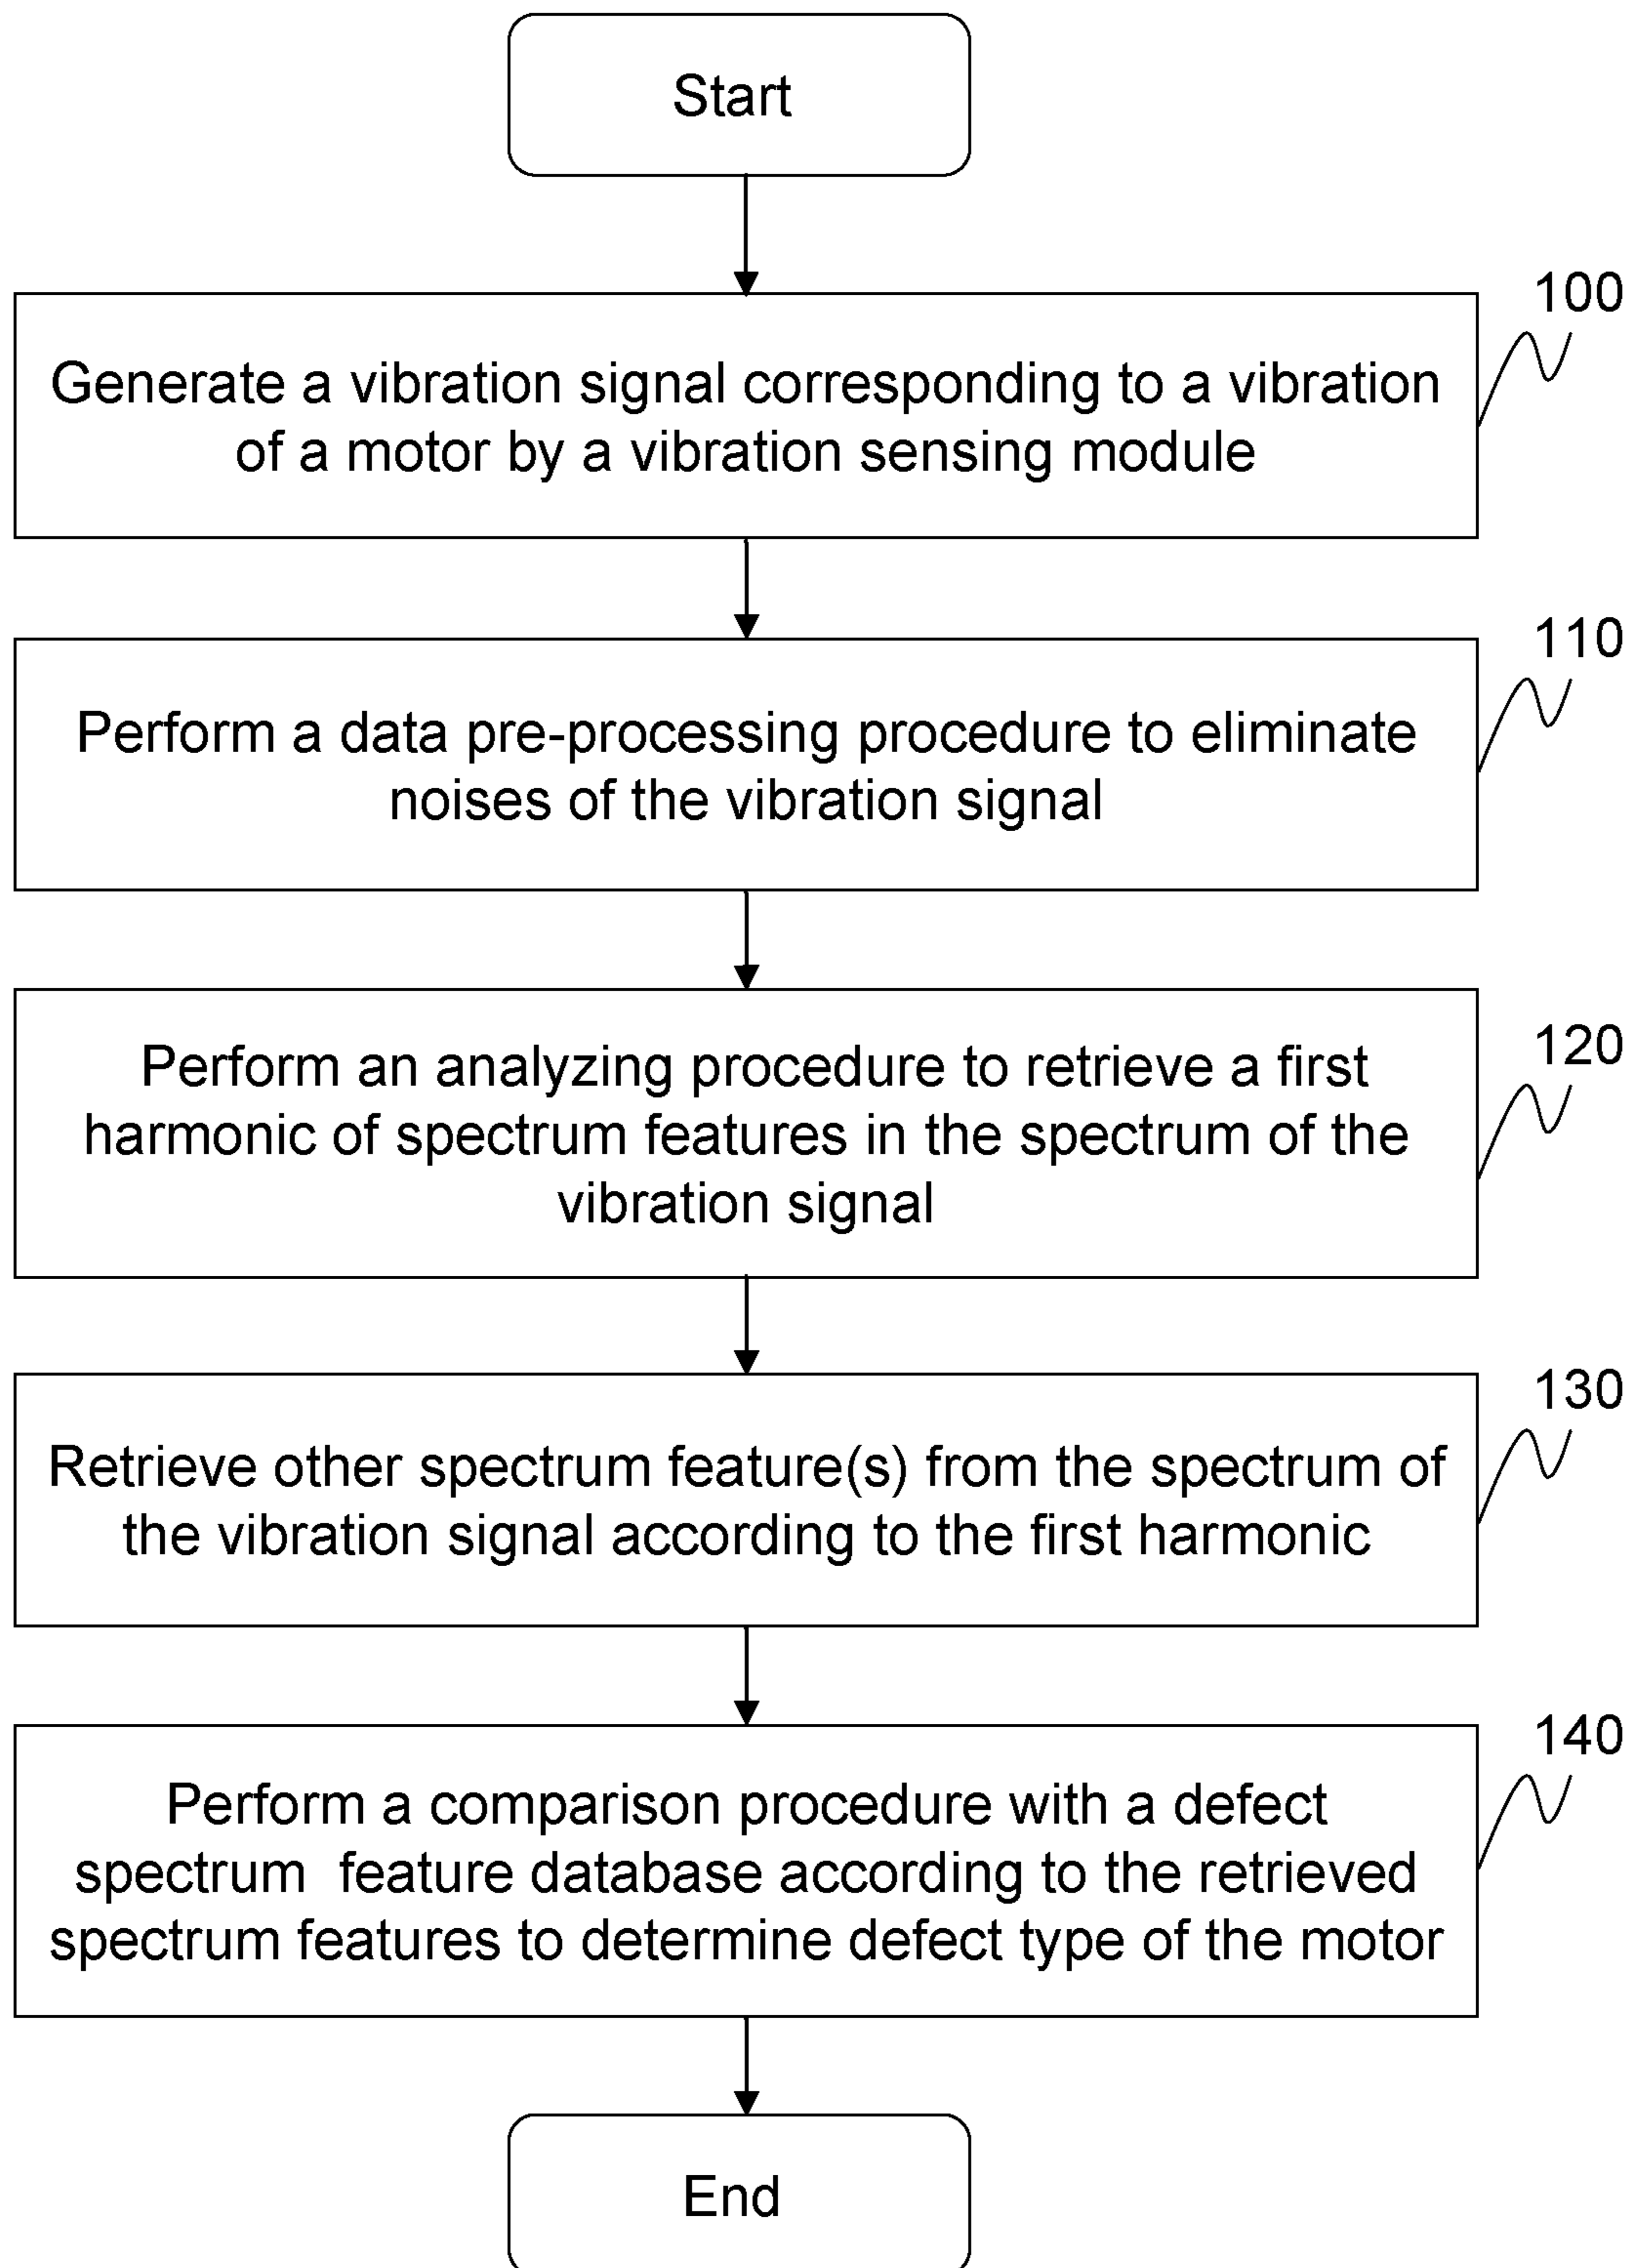 Start
100
Generate a vibration signal corresponding to a vibration
of a motor by a vibration sensing module
110
Perform a data pre-processing procedure to eliminate
noises of the vibration signal
120
Perform an analyzing procedure to retrieve a first
harmonic of spectrum features in the spectrum of the
vibration signal
130
Retrieve other spectrum feature(s) from the spectrum of
the vibration signal according to the first harmonic
140
Perform a comparison procedure with a defect
spectrum  feature database according to the retrieved
spectrum features to determine defect type of the motor
End